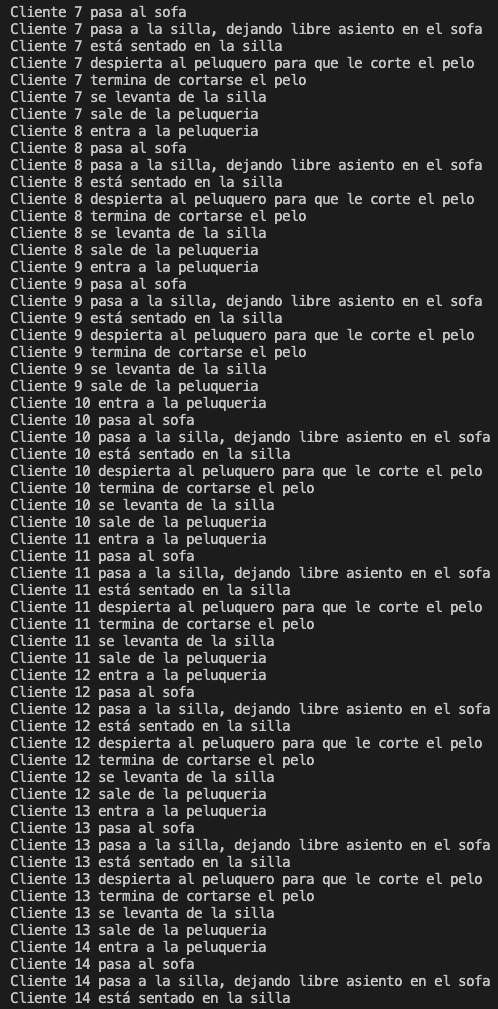 Cliente 7 pasa al sofa
Cliente 7 pasa a la silla, dejando libre asiento en el sofa
Cliente 7 está sentado en la silla
Cliente 7 despierta al peluquero para que le corte el pelo
Cliente 7 termina de cortarse el pelo
Cliente 7 se levanta de la silla
Cliente 7 sale de la peluqueria
Cliente 8 entra a la peluqueria
Cliente 8 pasa al sofa
Cliente 8 pasa a la silla, dejando libre asiento en el sofa
Cliente 8 está sentado en la silla
Cliente 8 despierta al peluquero para que le corte el pelo
Cliente 8 termina de cortarse el pelo
Cliente 8 se levanta de la silla
Cliente 8 sale de la peluqueria
Cliente 9 entra a la peluqueria
Cliente 9 pasa al sofa
Cliente 9 pasa a la silla, dejando libre asiento en el sofa
Cliente 9 está sentado en la silla
Cliente 9 despierta al peluquero para que le corte el pelo
Cliente 9 termina de cortarse el pelo
Cliente 9 se levanta de la silla
Cliente 9 sale de la peluqueria
Cliente 10 entra a la peluqueria
Cliente 10 pasa al sofa
Cliente 10 pasa a la silla, dejando libre asiento en el sofa
Cliente 10 está sentado en la silla
Cliente 10 despierta al peluquero para que le corte el pelo
Cliente 10 termina de cortarse el pelo
Cliente 10 se levanta de la silla
Cliente 10 sale de la peluqueria
Cliente 11 entra a la peluqueria
Cliente 11 pasa al sofa
Cliente 11 pasa a la silla, dejando libre asiento en el sofa
Cliente 11 está sentado en la silla
Cliente 11 despierta al peluquero para que le corte el pelo
Cliente 11 termina de cortarse el pelo
Cliente 11 se levanta de la silla
Cliente 11 sale de la peluqueria
Cliente 12 entra a la peluqueria
Cliente 12 pasa al sofa
Cliente 12 pasa a la silla, dejando libre asiento en el sofa
Cliente 12 está sentado en la silla
Cliente 12 despierta al peluquero para que le corte el pelo
Cliente 12 termina de cortarse el pelo
Cliente 12 se levanta de la silla
Cliente 12 sale de la peluqueria
Cliente 13 entra a la peluqueria
Cliente 13 pasa al sofa
Cliente 13 pasa a la silla, dejando libre asiento en el sofa
Cliente 13 está sentado en la silla
Cliente 13 despierta al peluquero para que le corte el pelo
Cliente 13 termina de cortarse el pelo
Cliente 13 se levanta de la silla
Cliente 13 sale de la peluqueria
Cliente 14 entra a la peluqueria
Cliente 14 pasa al sofa
Cliente 14 pasa a la silla, dejando libre asiento en el sofa
Cliente 14 está sentado en la silla